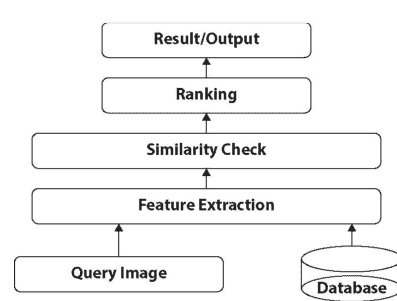 Result/Output
Ranking
Similarity Check
Feature Extraction
Query Image
Database